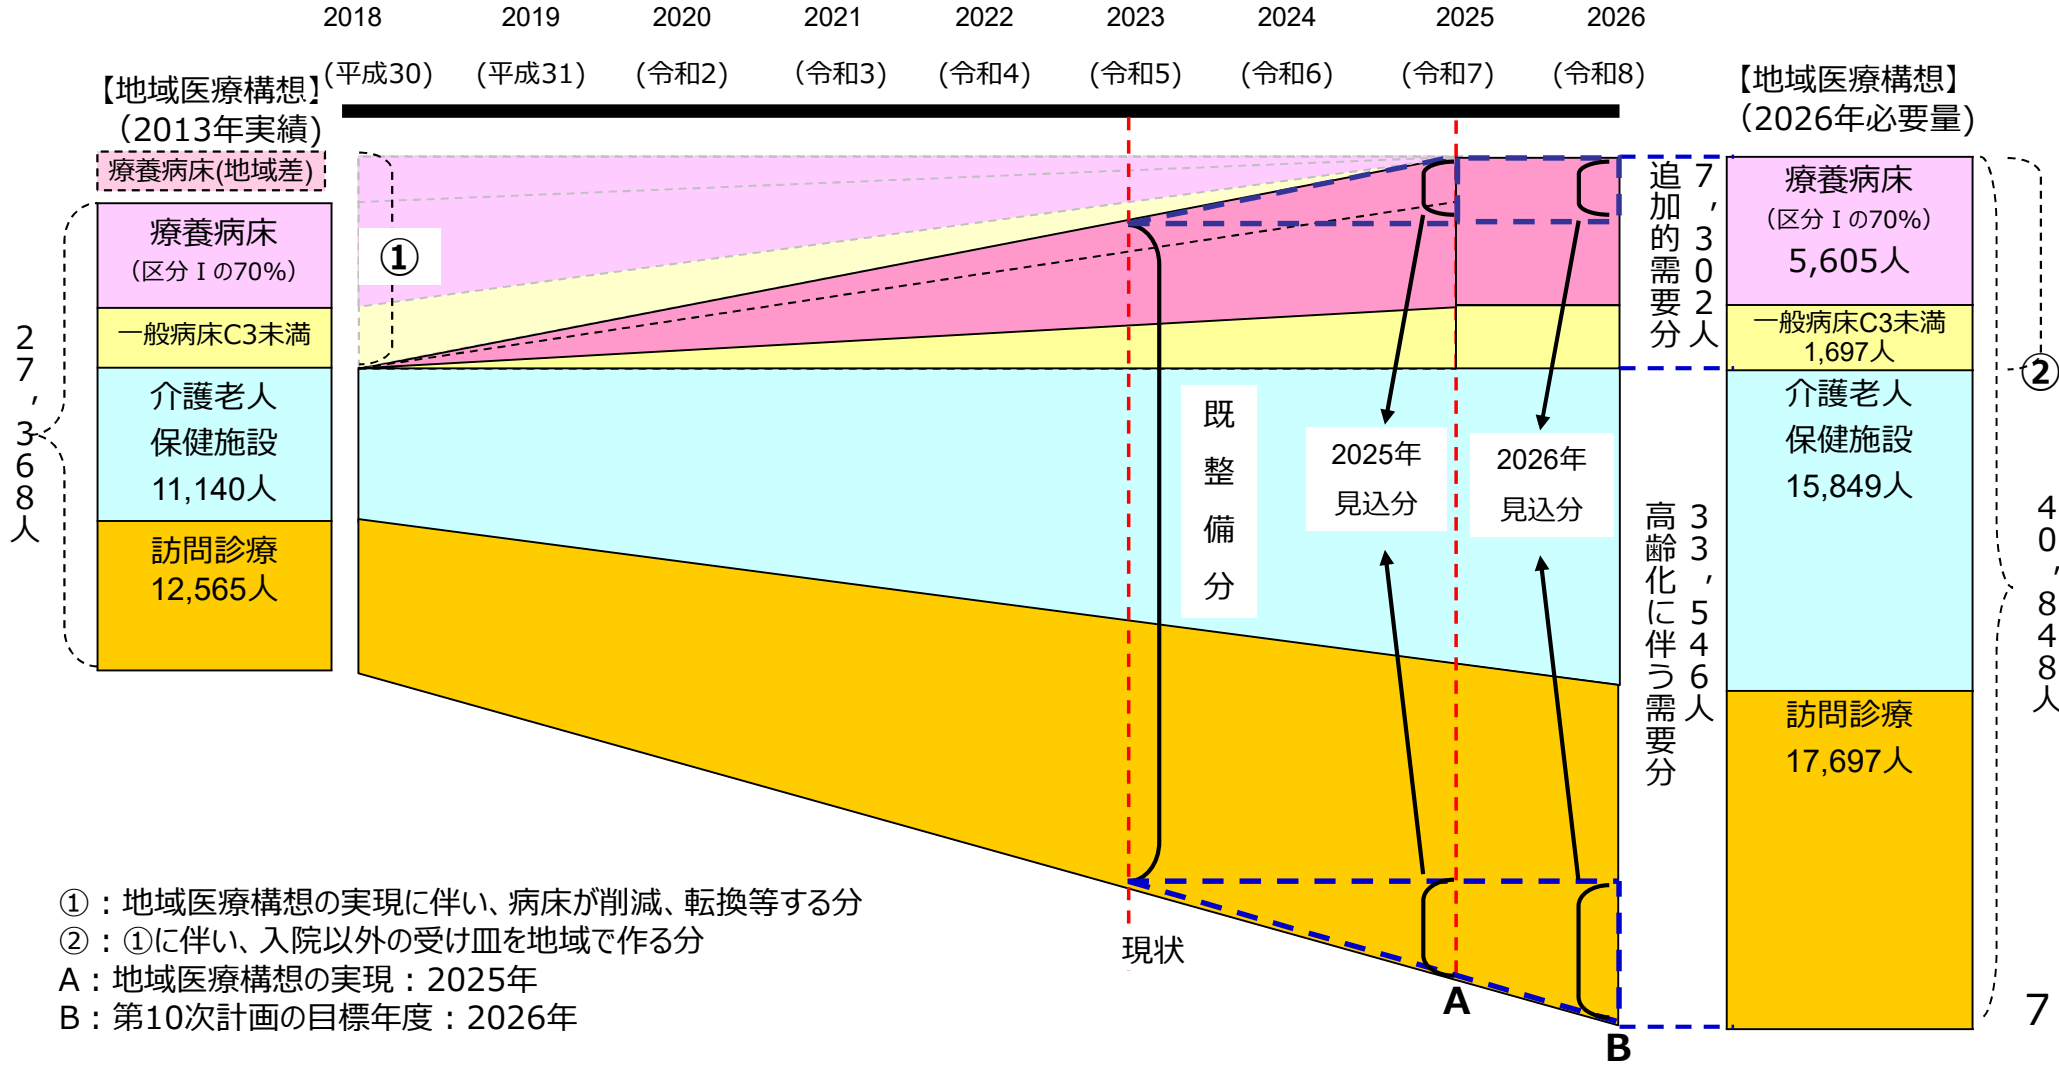 2018 2019 2020 2021 2022 2023 2024 2025 2026
(平成30) (平成31) (令和2) (令和3) (令和4) (令和5) (令和6) (令和7) (令和8)
【地域医療構想】
（2013年実績)
療養病床(地域差)
療養病床
（区分Ⅰの70%）
一般病床C3未満
介護老人
保健施設
11,140人
訪問診療
12,565人
27,368人
①
既整備分
2025年
見込分
2026年
見込分
追加的需要分
7,302人
高齢化に伴う需要分
33,546人
【地域医療構想】
（2026年必要量)
療養病床
（区分Ⅰの70%）
5,605人
一般病床C3未満
1,697人
介護老人
保健施設
15,849人
訪問診療
17,697人
②
40,848人
現状
A
B
①：地域医療構想の実現に伴い、病床が削減、転換等する分
②：①に伴い、入院以外の受け皿を地域で作る分
A：地域医療構想の実現：2025年
B：第10次計画の目標年度：2026年
7